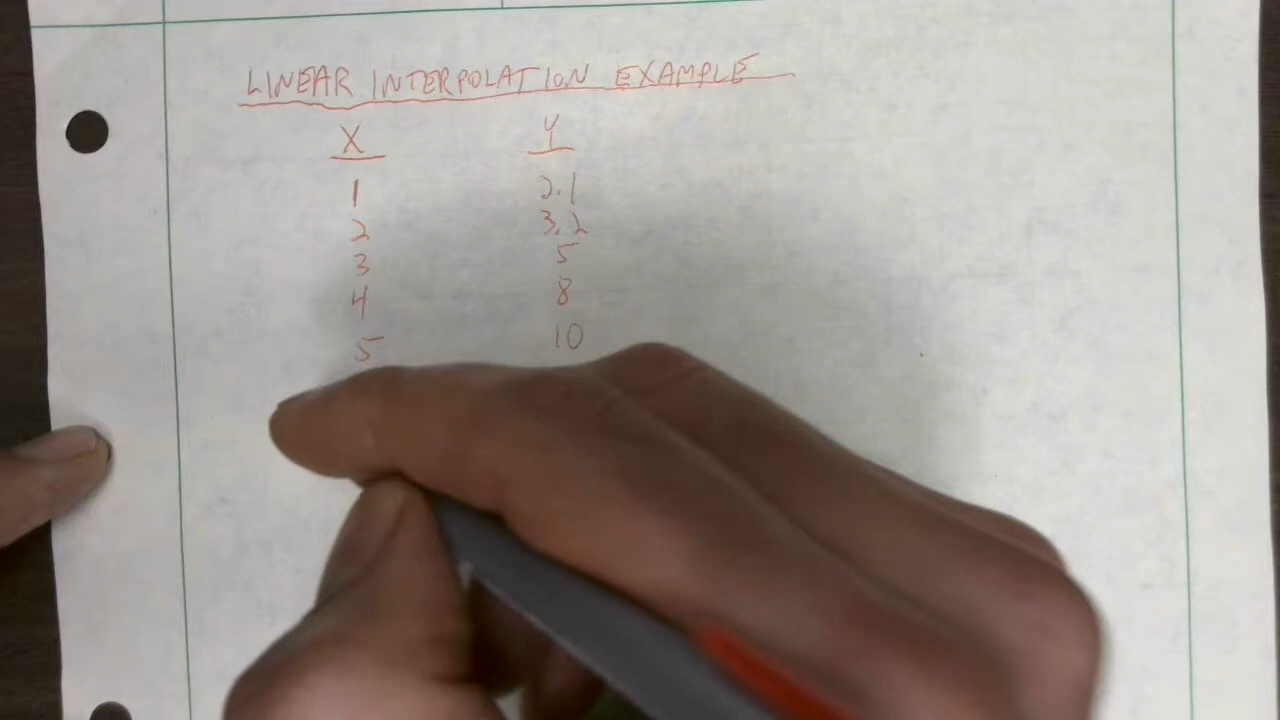 LINEAR INTERPOLATION EXAMPLE
X Y
1 2.1
2 3.2
3 5
4 8
5 10